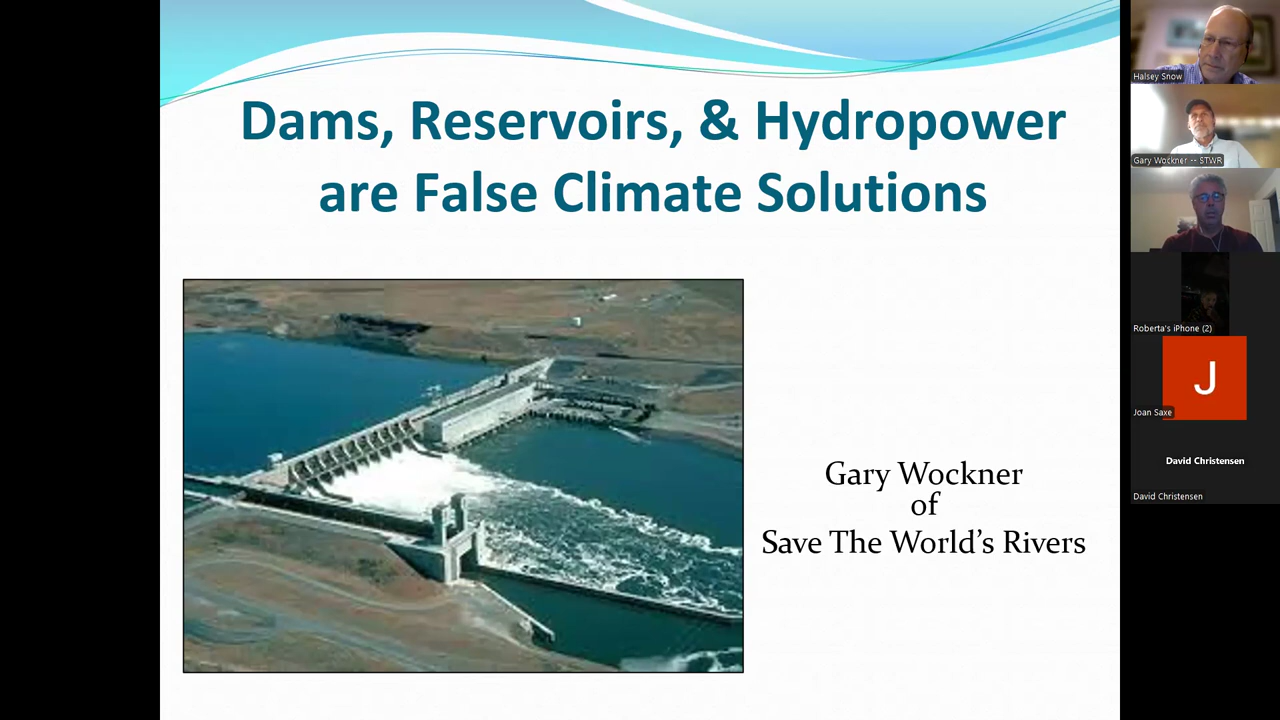 Dams, Reservoirs, & Hydropower
are False Climate Solutions
Gary Wockner
of
Save The World's Rivers
Halsey Snow
Gary Wockner -- STWR
Roberta's iPhone (2)
J
Joan Saxe
David Christensen
David Christensen